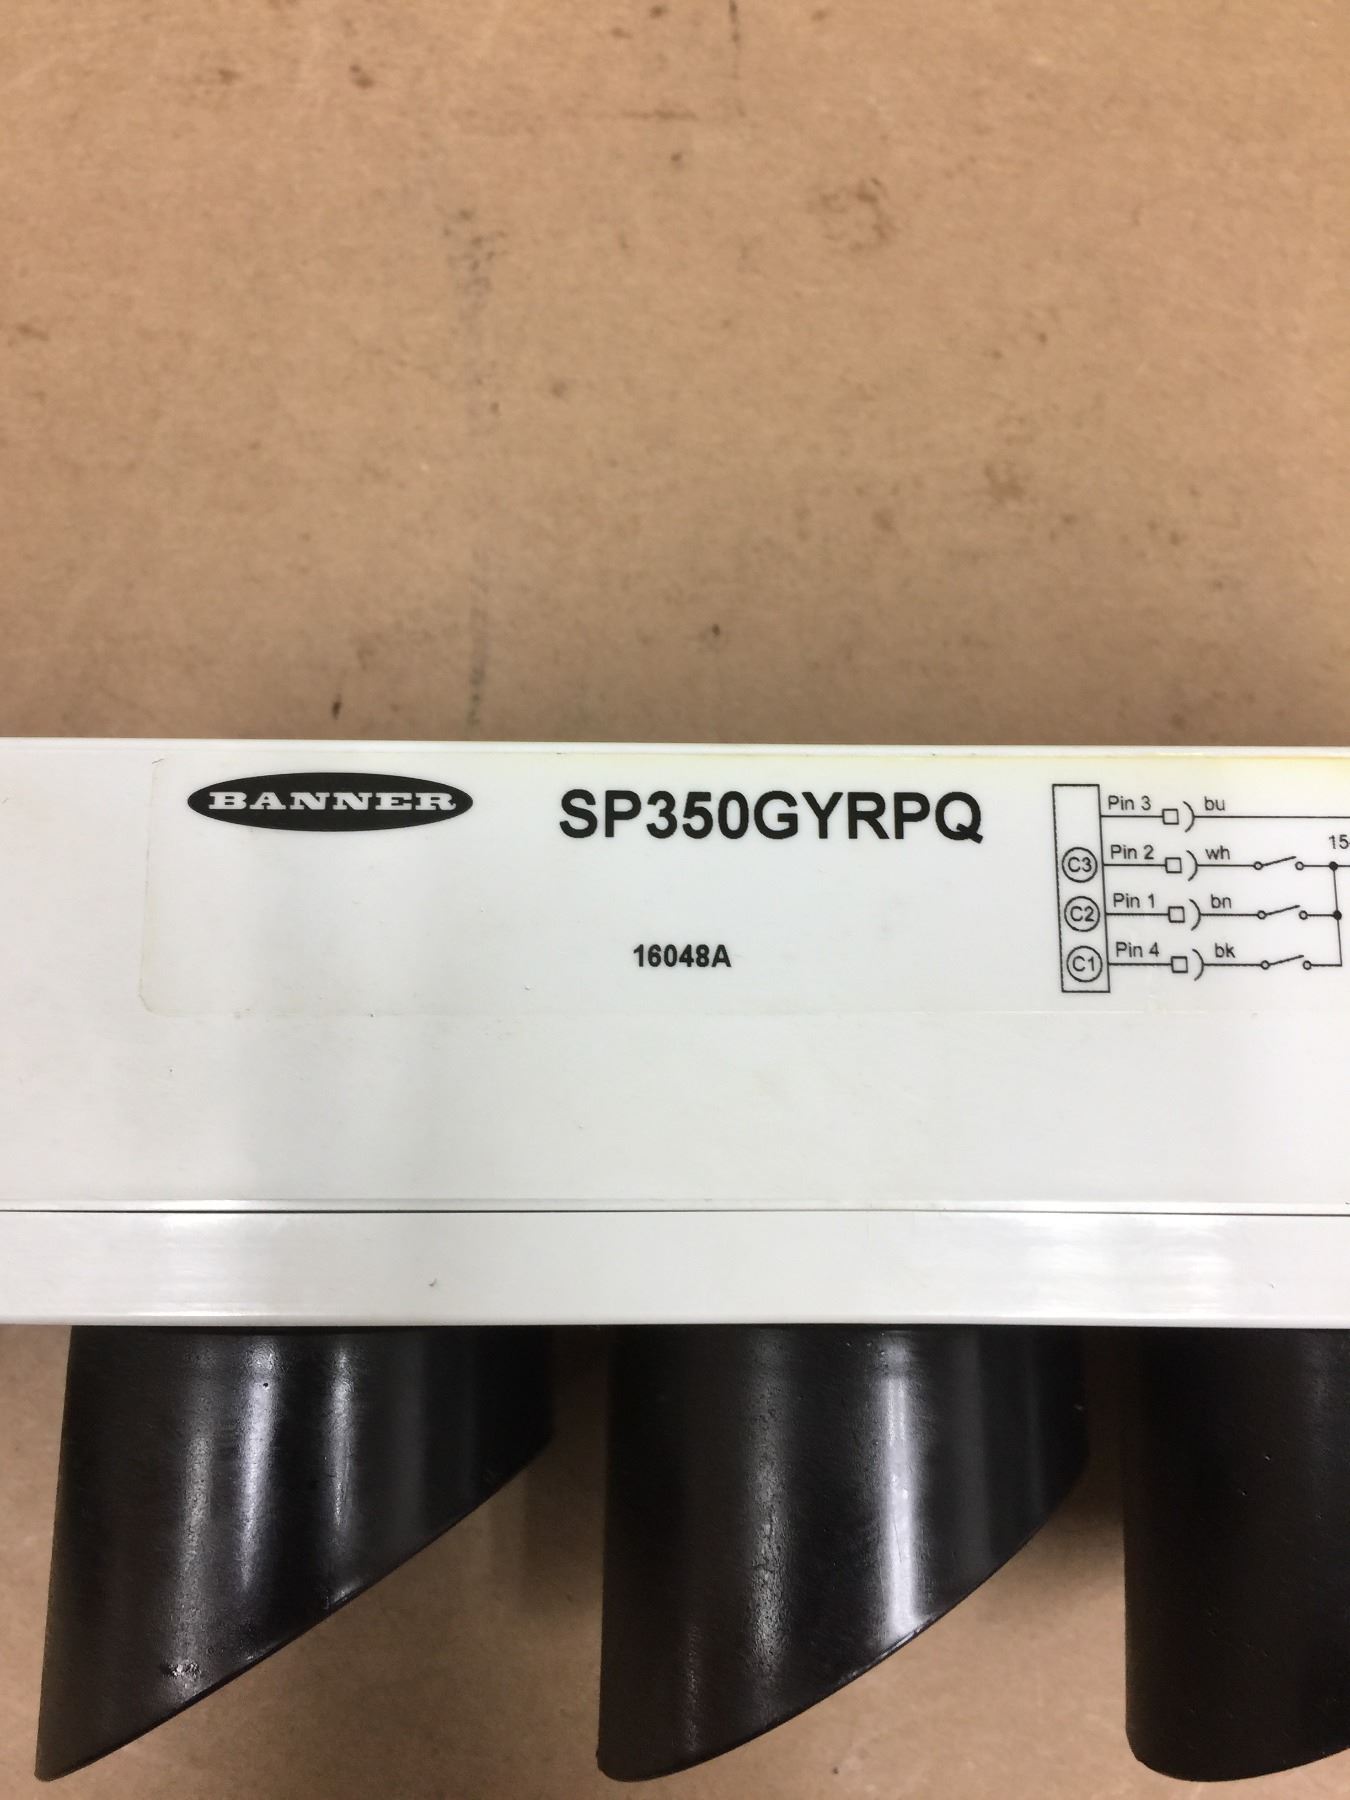 BANNER
SP350GYRPQ
16048A
Pin 3 bu
C3 Pin 2 wh
C2 Pin 1 bn
C1 Pin 4 bk